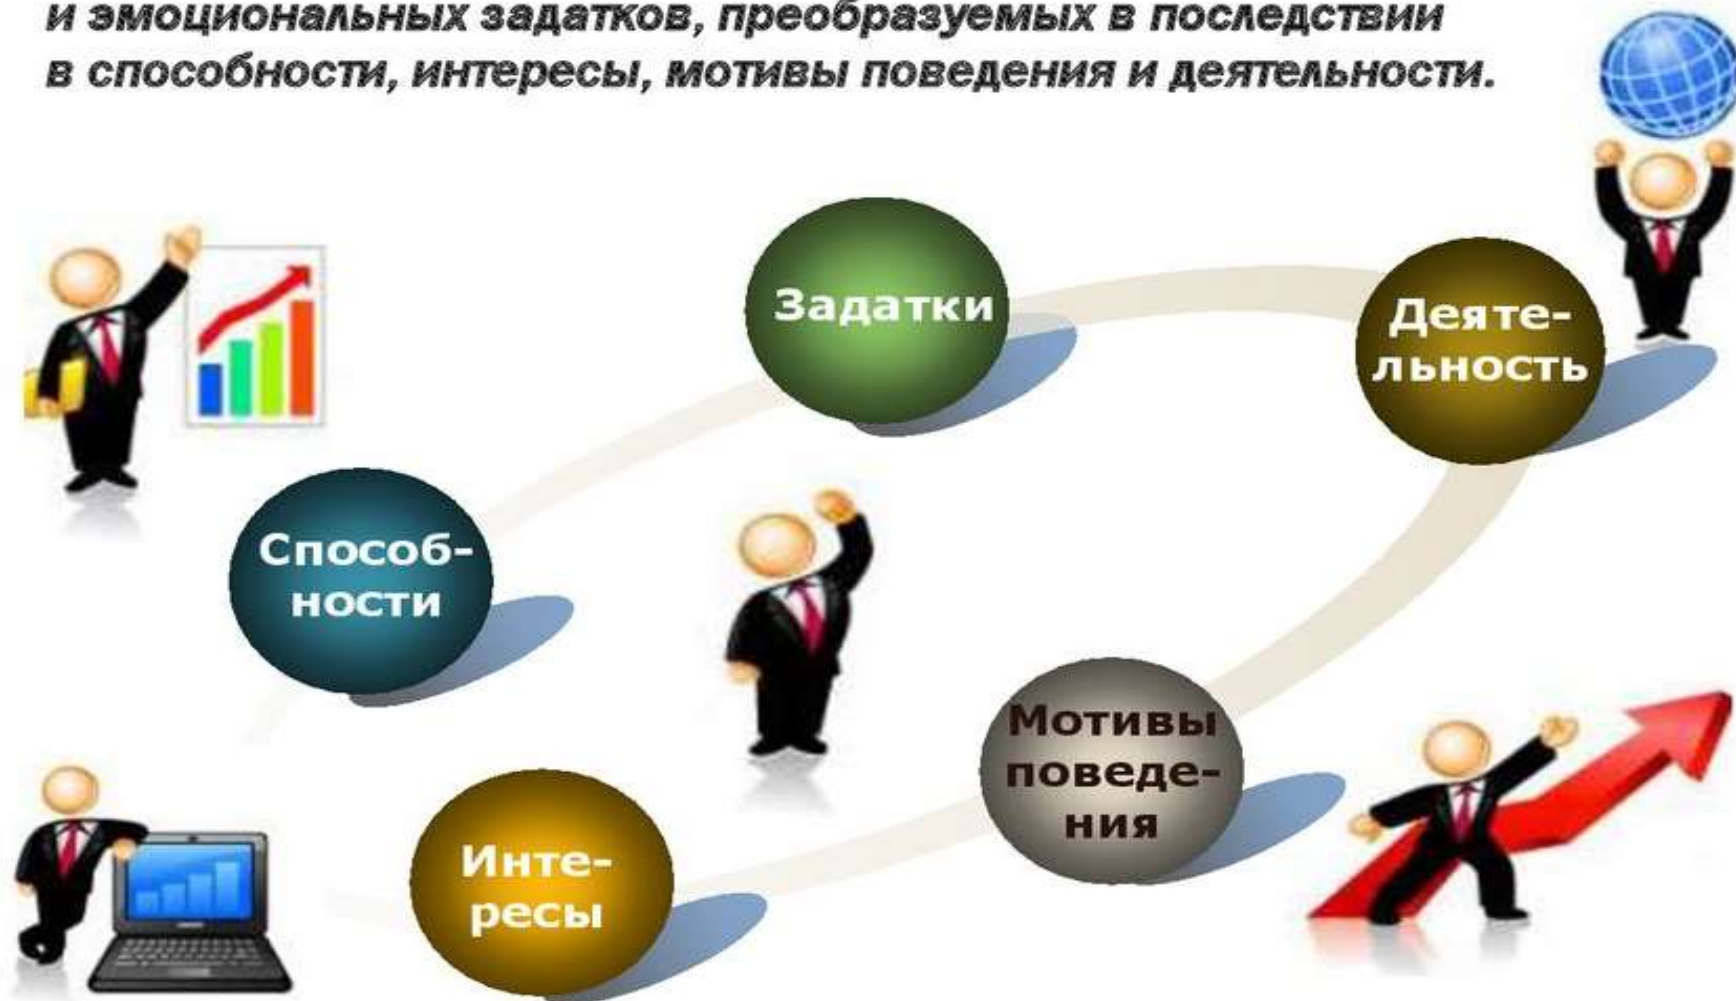 и эмоциональных задатков, преобразуемых в последствии
в способности, интересы, мотивы поведения и деятельности.
Задатки
Деяте-
льность
Способ-
ности
Мотивы
поведе-
ния
Инте-
ресы